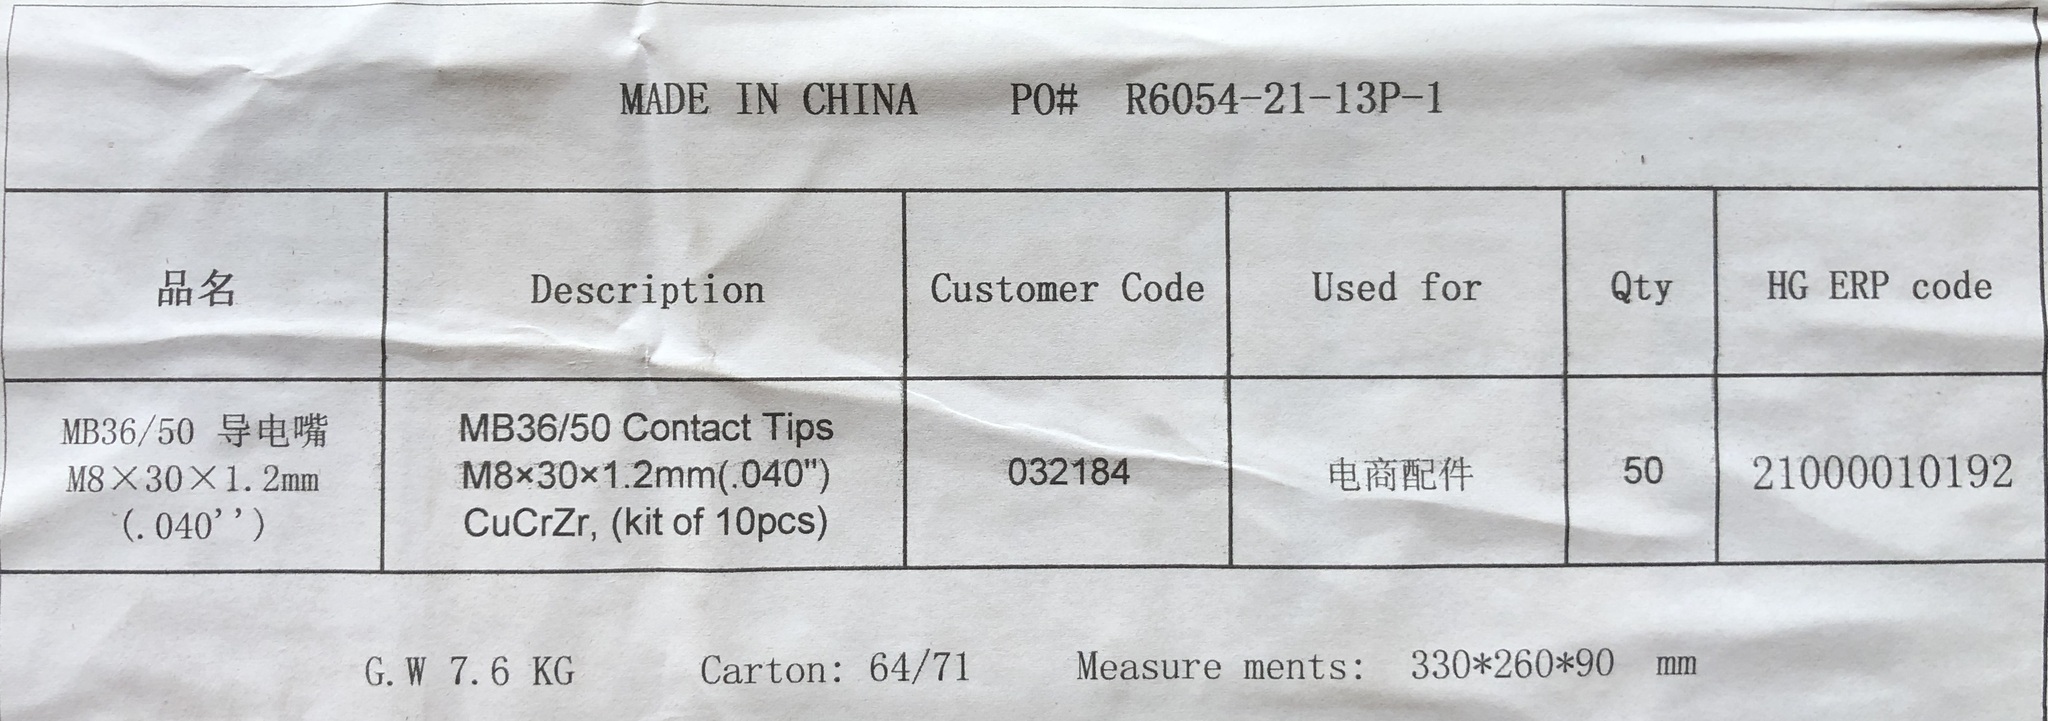 MADE IN CHINA PO# R6054-21-13P-1
品名 Description Customer Code Used for Qty HG ERP code
MB36/50 导电嘴
M8×30×1.2mm
(.040'')
MB36/50 Contact Tips
M8×30×1.2mm(.040")
CuCrZr, (kit of 10pcs)
032184
电商配件
50
21000010192
G.W 7.6 KG Carton: 64/71 Measure ments: 330*260*90 mm